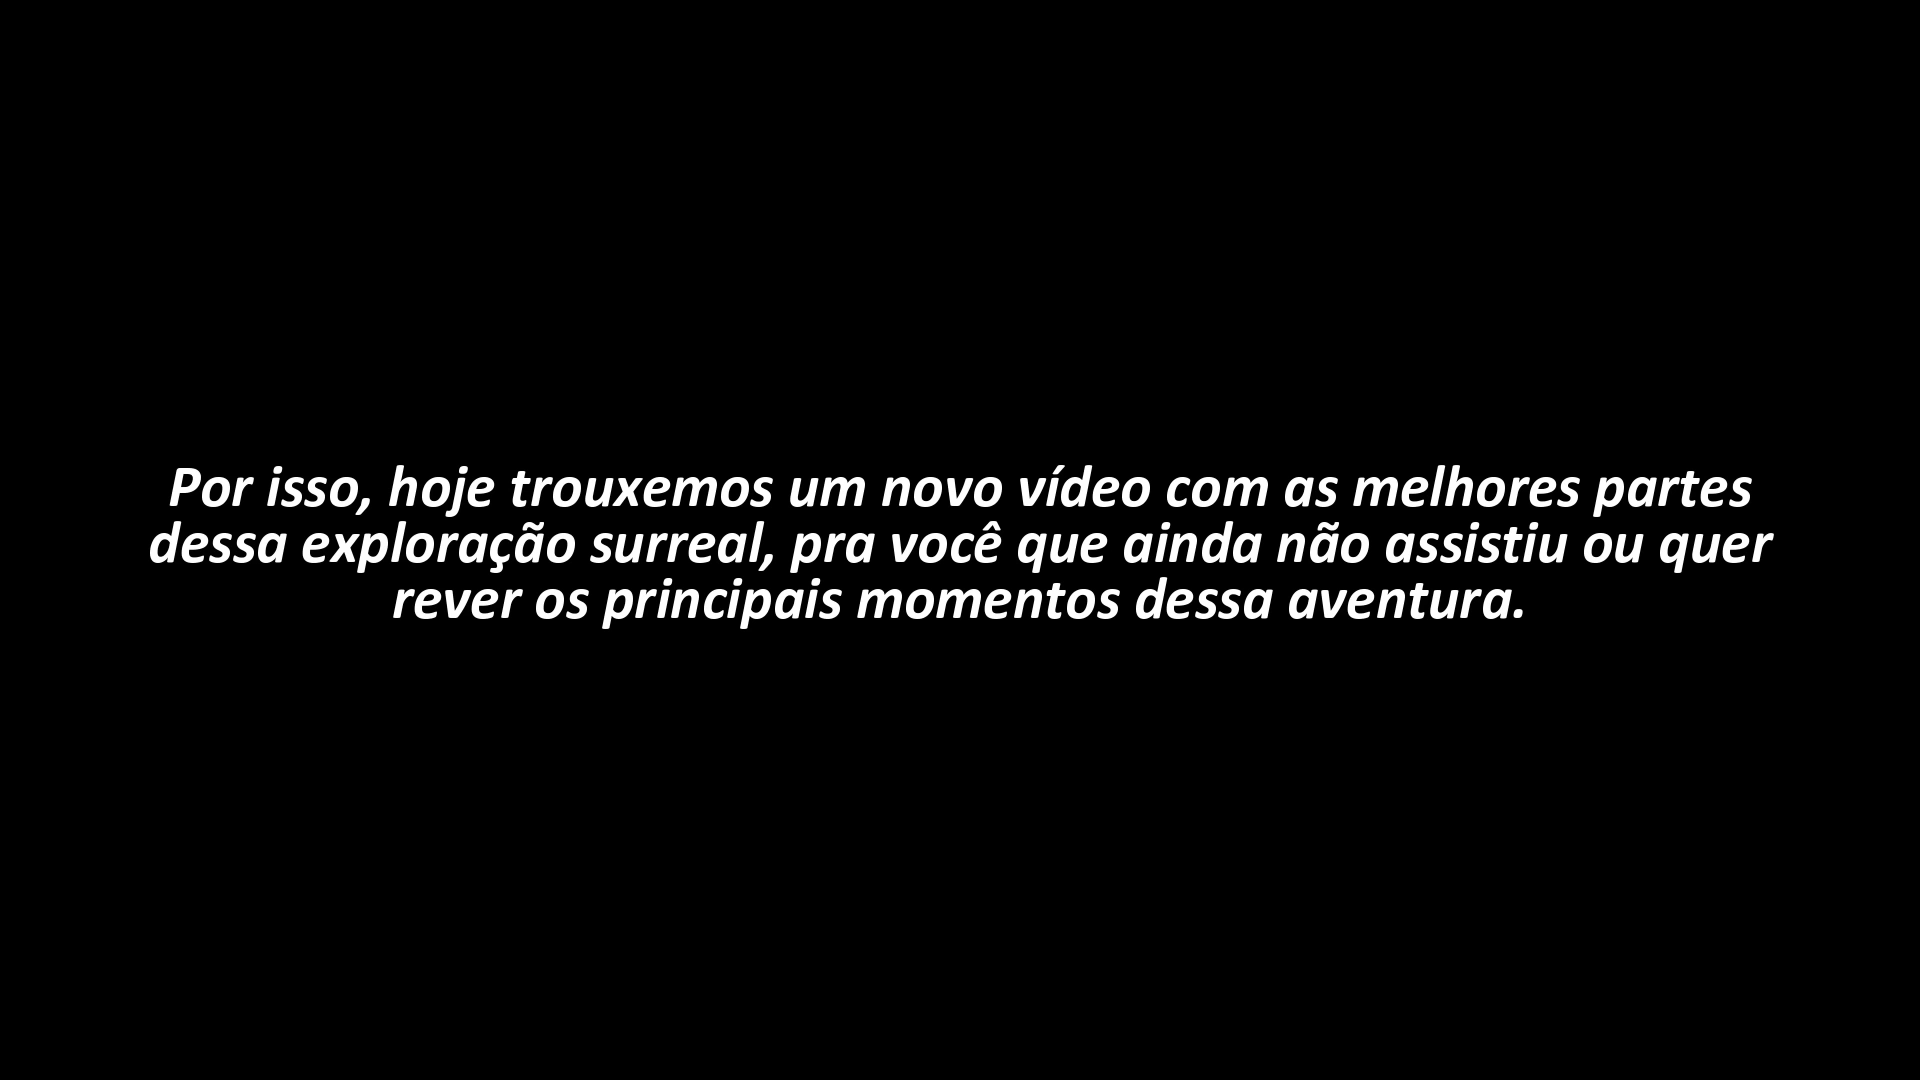 Por isso, hoje trouxemos um novo vídeo com as melhores partes
dessa exploração surreal, pra você que ainda não assistiu ou quer
rever os principais momentos dessa aventura.